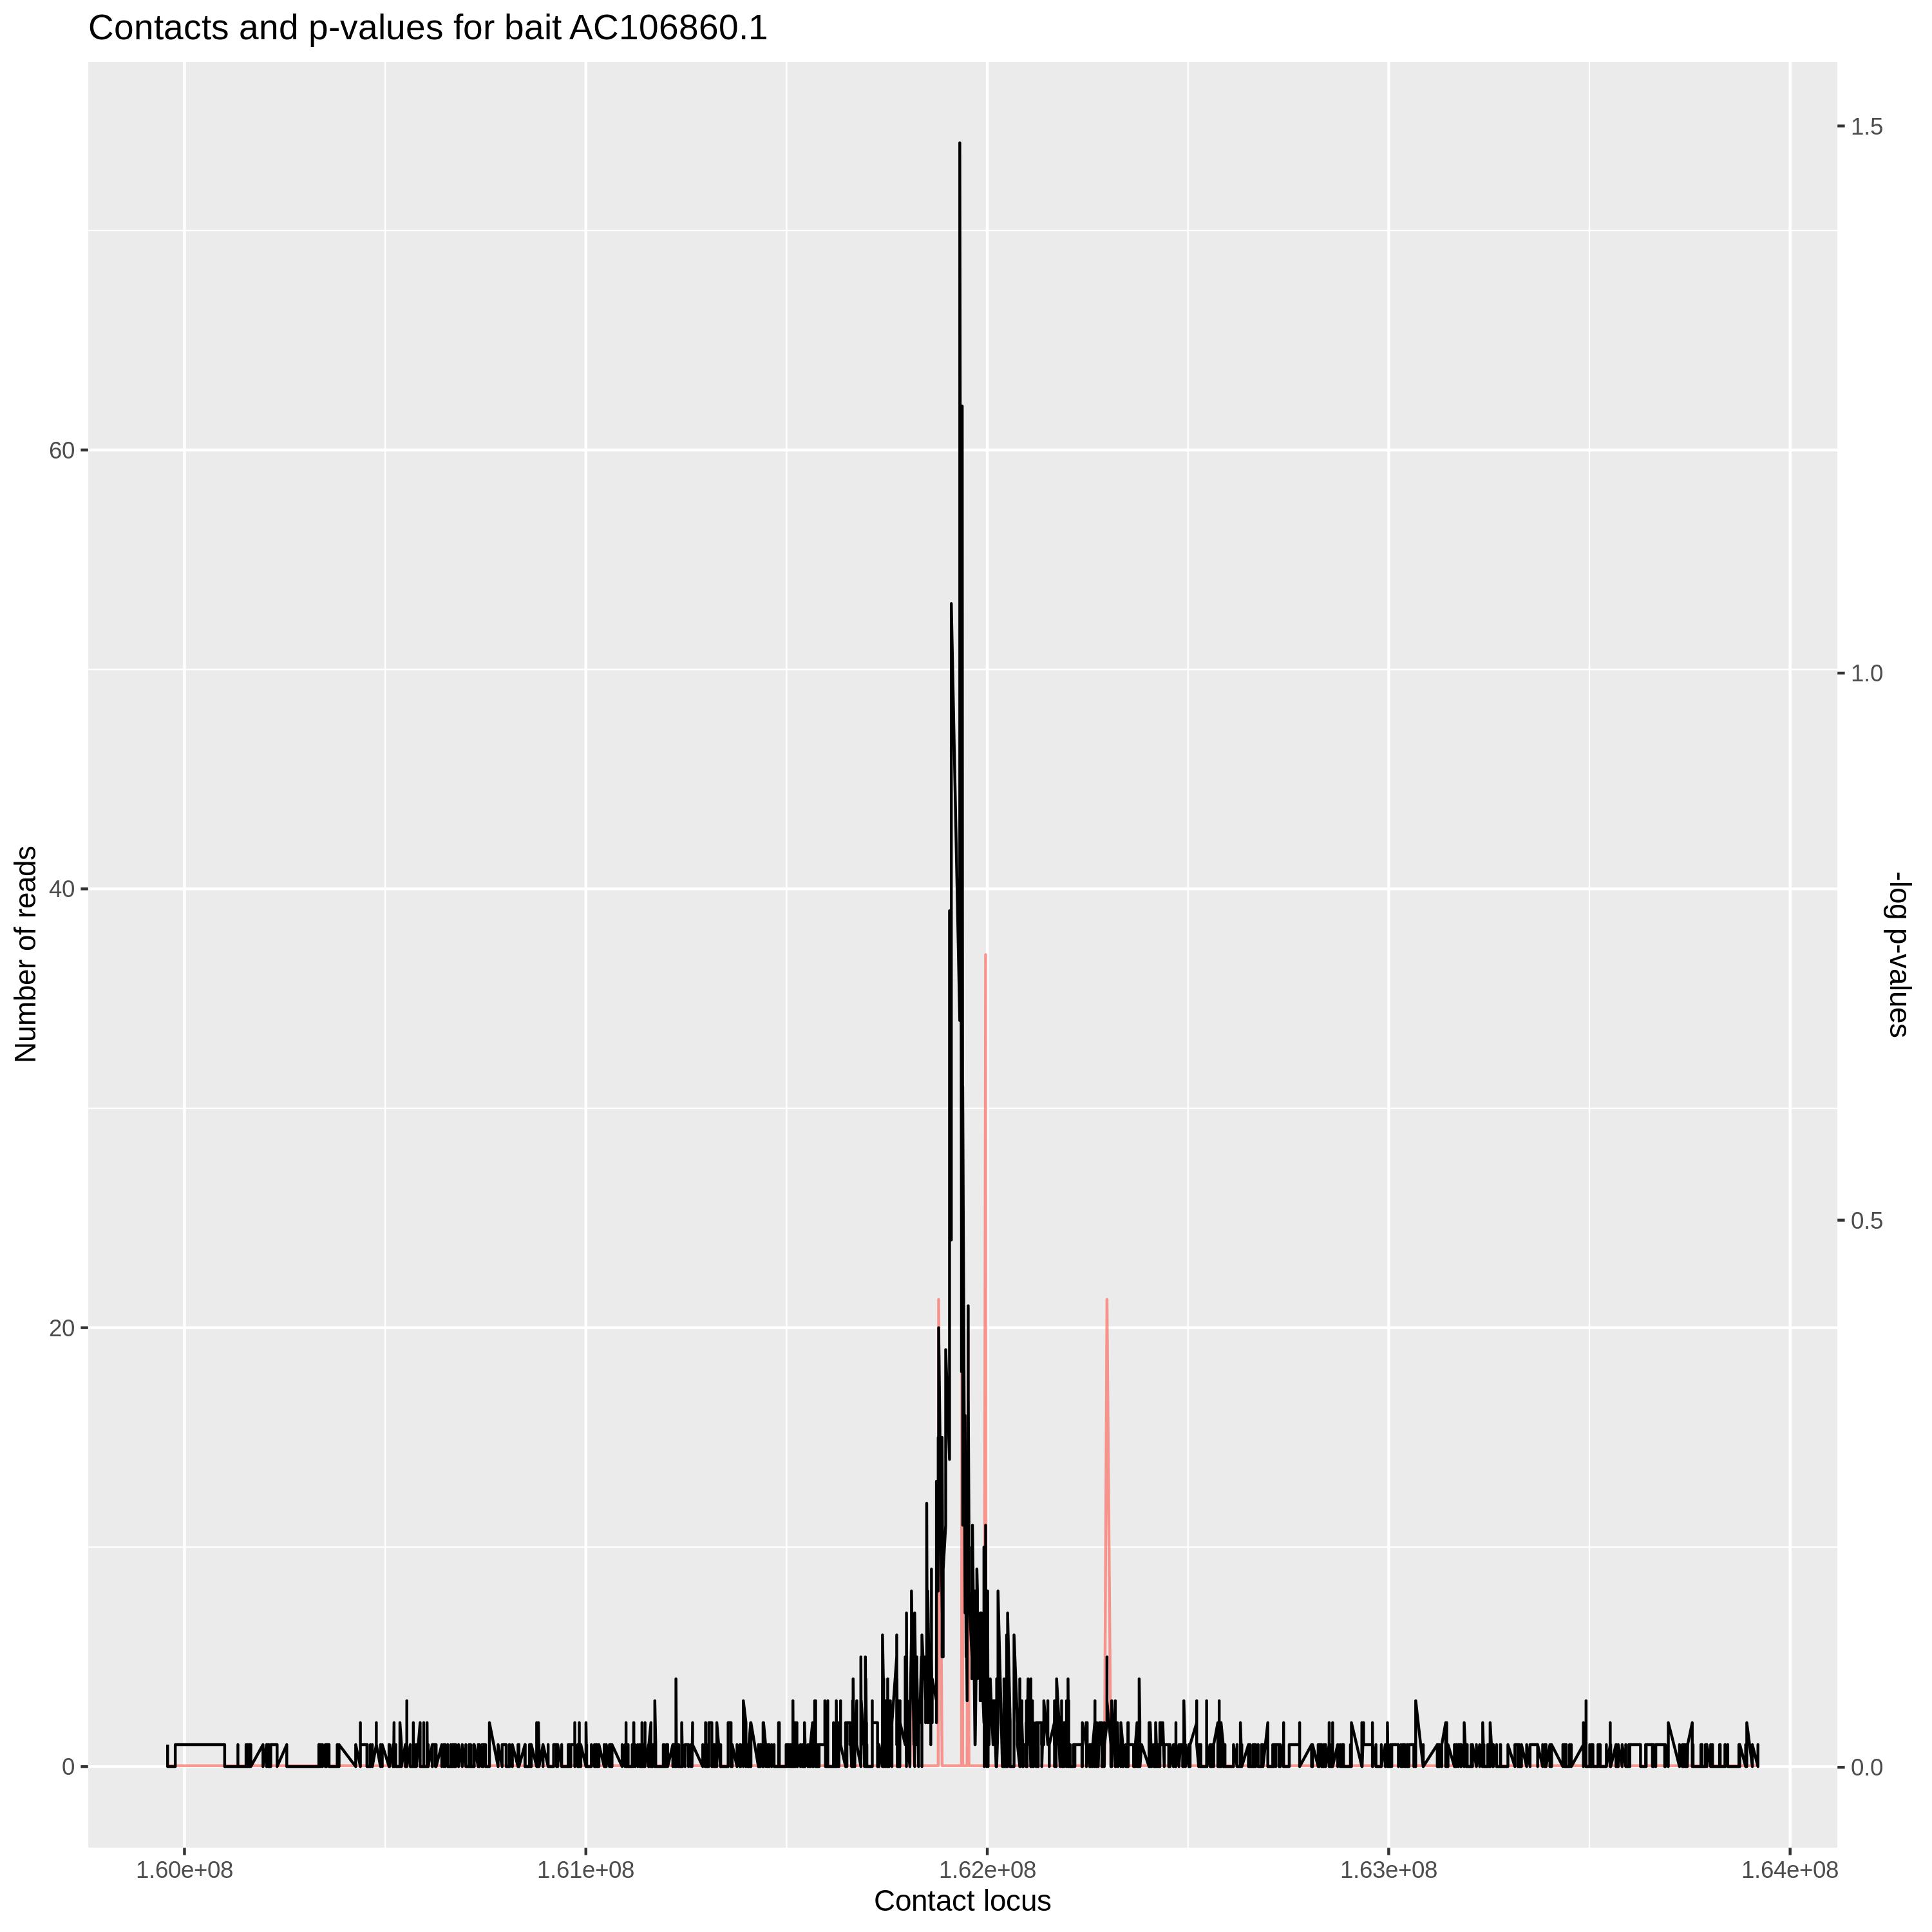 Contacts and p-values for bait AC106860.1
1.5
60
1.0
40
Number of reads
-log p-values
0.5
20
0
0.0
1.60e+08
1.61e+08
1.62e+08
1.63e+08
1.64e+08
Contact locus